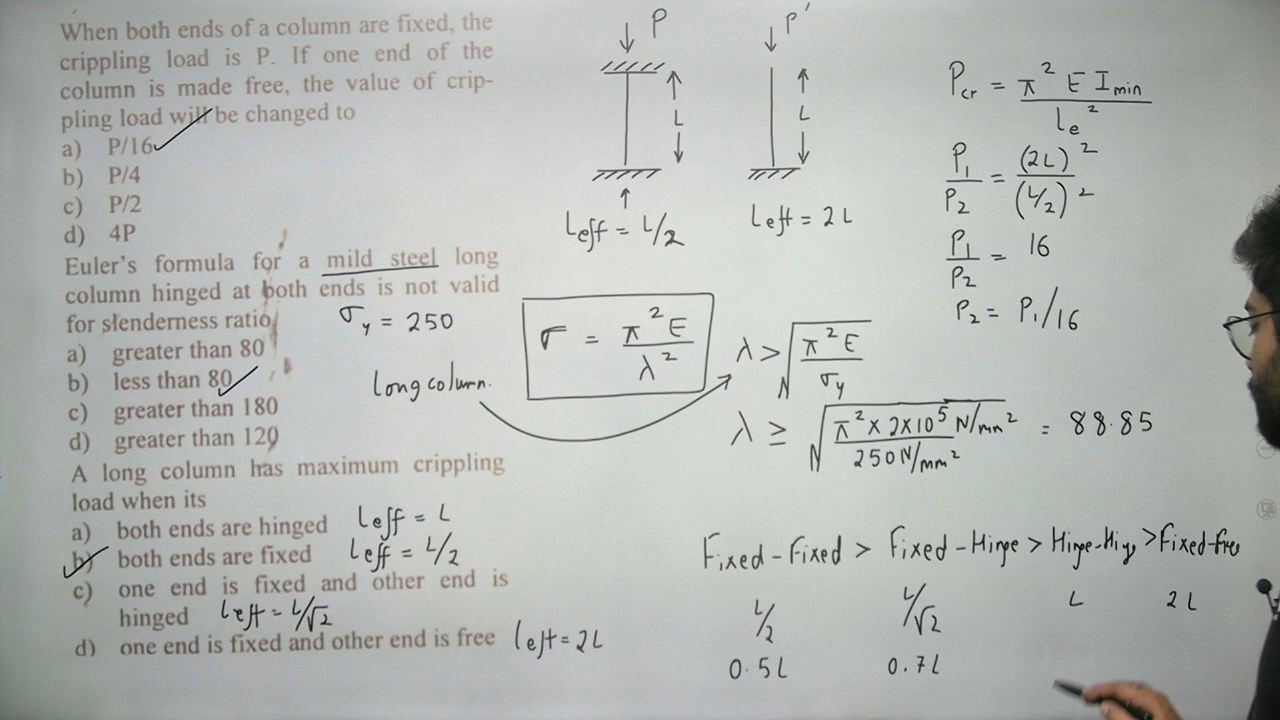 When both ends of a column are fixed, the
crippling load is P. If one end of the
column is made free, the value of crip-
pling load will be changed to
a) P/16
b) P/4
c) P/2
d) 4P
Euler's formula for a mild steel long
column hinged at both ends is not valid
for slenderness ratio
σy = 250
a) greater than 80
b) less than 80
c) greater than 180
d) greater than 120
A long column has maximum crippling
load when its
a) both ends are hinged leff = L
b) both ends are fixed leff = L/2
c) one end is fixed and other end is
hinged leff = L/√2
d) one end is fixed and other end is free leff = 2L
P
L
Leff = L/2
P'
L
Leff = 2L
Pcr = π² E Imin / le²
P1/P2 = (2L)² / (L/2)²
P1/P2 = 16
P2 = P1/16
Long column.
σ = π²E / λ²
λ > √(π²E / σy)
λ ≥ √(π² × 2×10⁵ N/mm² / 250 N/mm²) = 88.85
Fixed-Fixed > Fixed-Hinge > Hinge-Hing > Fixed-free
L/2 L/√2 L 2L
0.5L 0.7L